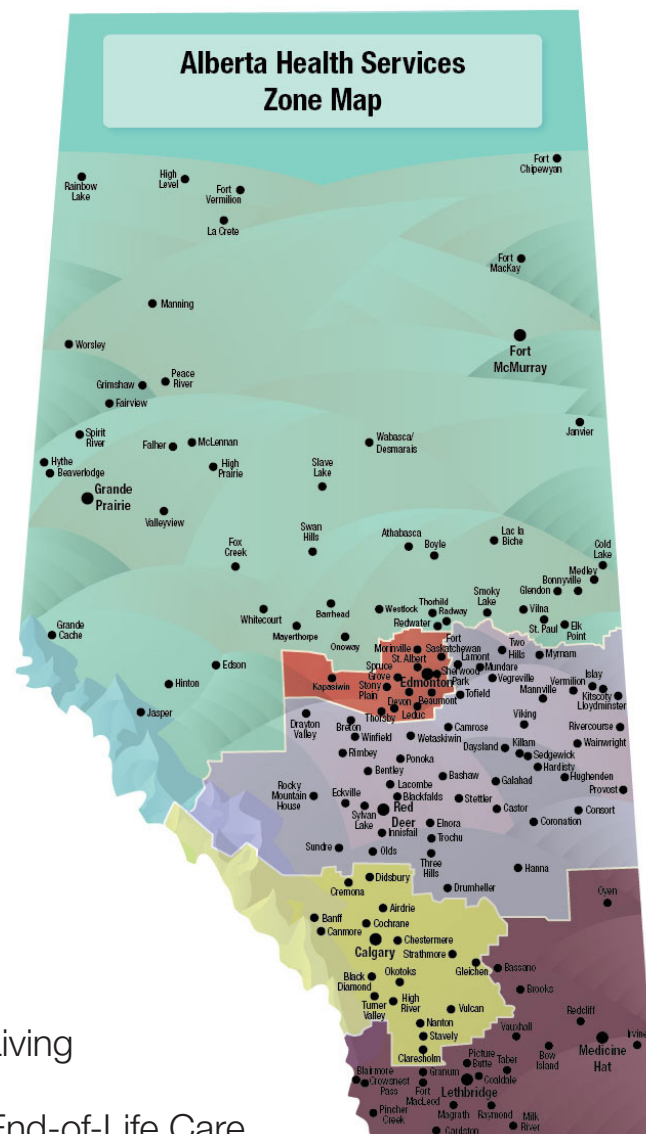 Alberta Health Services
Zone Map
Fort
Chipewyan
Rainbow
Lake
High
Level
Fort
Vermilion
La Crete
Fort
MacKay
Manning
Fort
McMurray
Worsley
Peace
River
Grimshaw
Fairview
Janvier
Spirit
River
Falher
McLennan
Wabasca/
Desmarais
Hythe
Beaverlodge
High
Prairie
Slave
Lake
Grande
Prairie
Valleyview
Fox
Creek
Swan
Hills
Athabasca
Boyle
Lac la
Biche
Cold
Lake
Medley
Bonnyville
Glendon
Whitecourt
Barrhead
Westlock
Thorhild
Radway
Redwater
Smoky
Lake
Vilna
St. Paul
Elk
Point
Mayerthorpe
Onoway
Grande
Cache
Morinville
Fort
Saskatchewan
St. Albert
Lamont
Two
Hills
Myrnam
Edson
Spruce
Grove
Sherwood
Park
Mundare
Hinton
Kapasiwin
Stony
Plain
Edmonton
Vegreville
Vermilion
Islay
Kitscoty
Lloydminster
Mannville
Tofield
Beaumont
Devon
Leduc
Thorsby
Jasper
Drayton
Valley
Breton
Winfield
Wetaskiwin
Camrose
Viking
Rivercourse
Rimbey
Ponoka
Daysland
Killam
Sedgewick
Wainwright
Hardisty
Bentley
Bashaw
Galahad
Hughenden
Provost
Rocky
Mountain
House
Eckville
Lacombe
Blackfalds
Stettler
Castor
Consort
Sylvan
Lake
Red
Deer
Coronation
Innisfail
Elnora
Trochu
Sundre
Olds
Three
Hills
Hanna
Didsbury
Cremona
Drumheller
Oyen
Airdrie
Banff
Cochrane
Canmore
Calgary
Chestermere
Strathmore
Gleichen
Bassano
Black
Diamond
Okotoks
Brooks
Turner
Valley
High
River
Vulcan
Redcliff
Nanton
Vauxhall
Irvine
Stavely
Medicine
Hat
Claresholm
Picture
Butte
Taber
Bow
Island
Blairmore
Crowsnest
Pass
Granum
Coaldale
Fort
MacLeod
Lethbridge
Pincher
Creek
Magrath
Raymond
Milk
River
Cardston
Living
End-of-Life Care